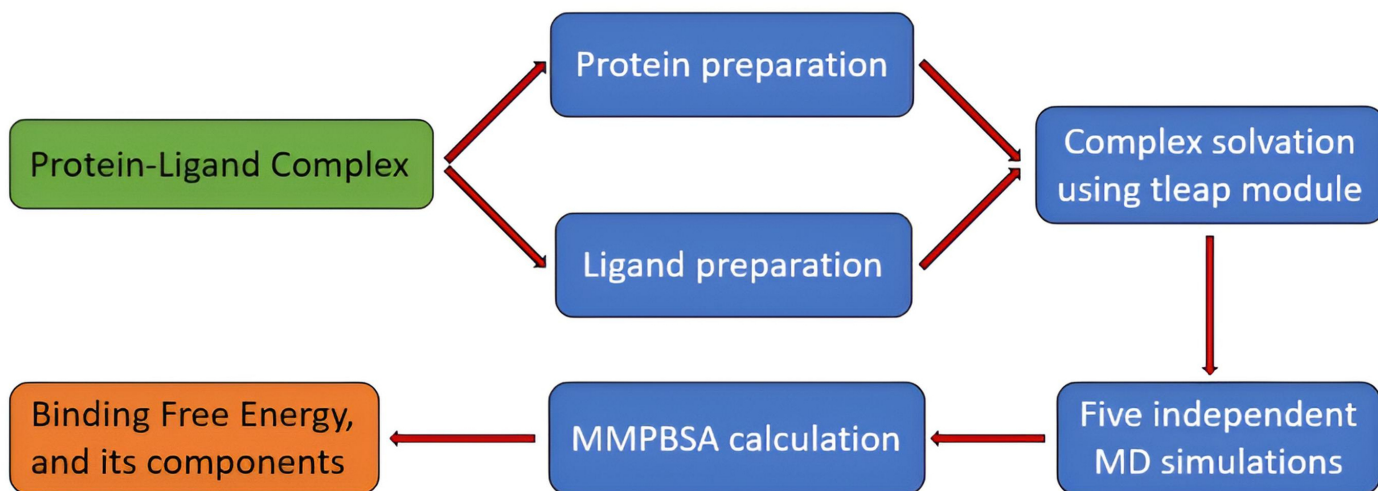 Protein preparation
Protein-Ligand Complex
Complex solvation
using tleap module
Ligand preparation
Binding Free Energy,
and its components
MMPBSA calculation
Five independent
MD simulations